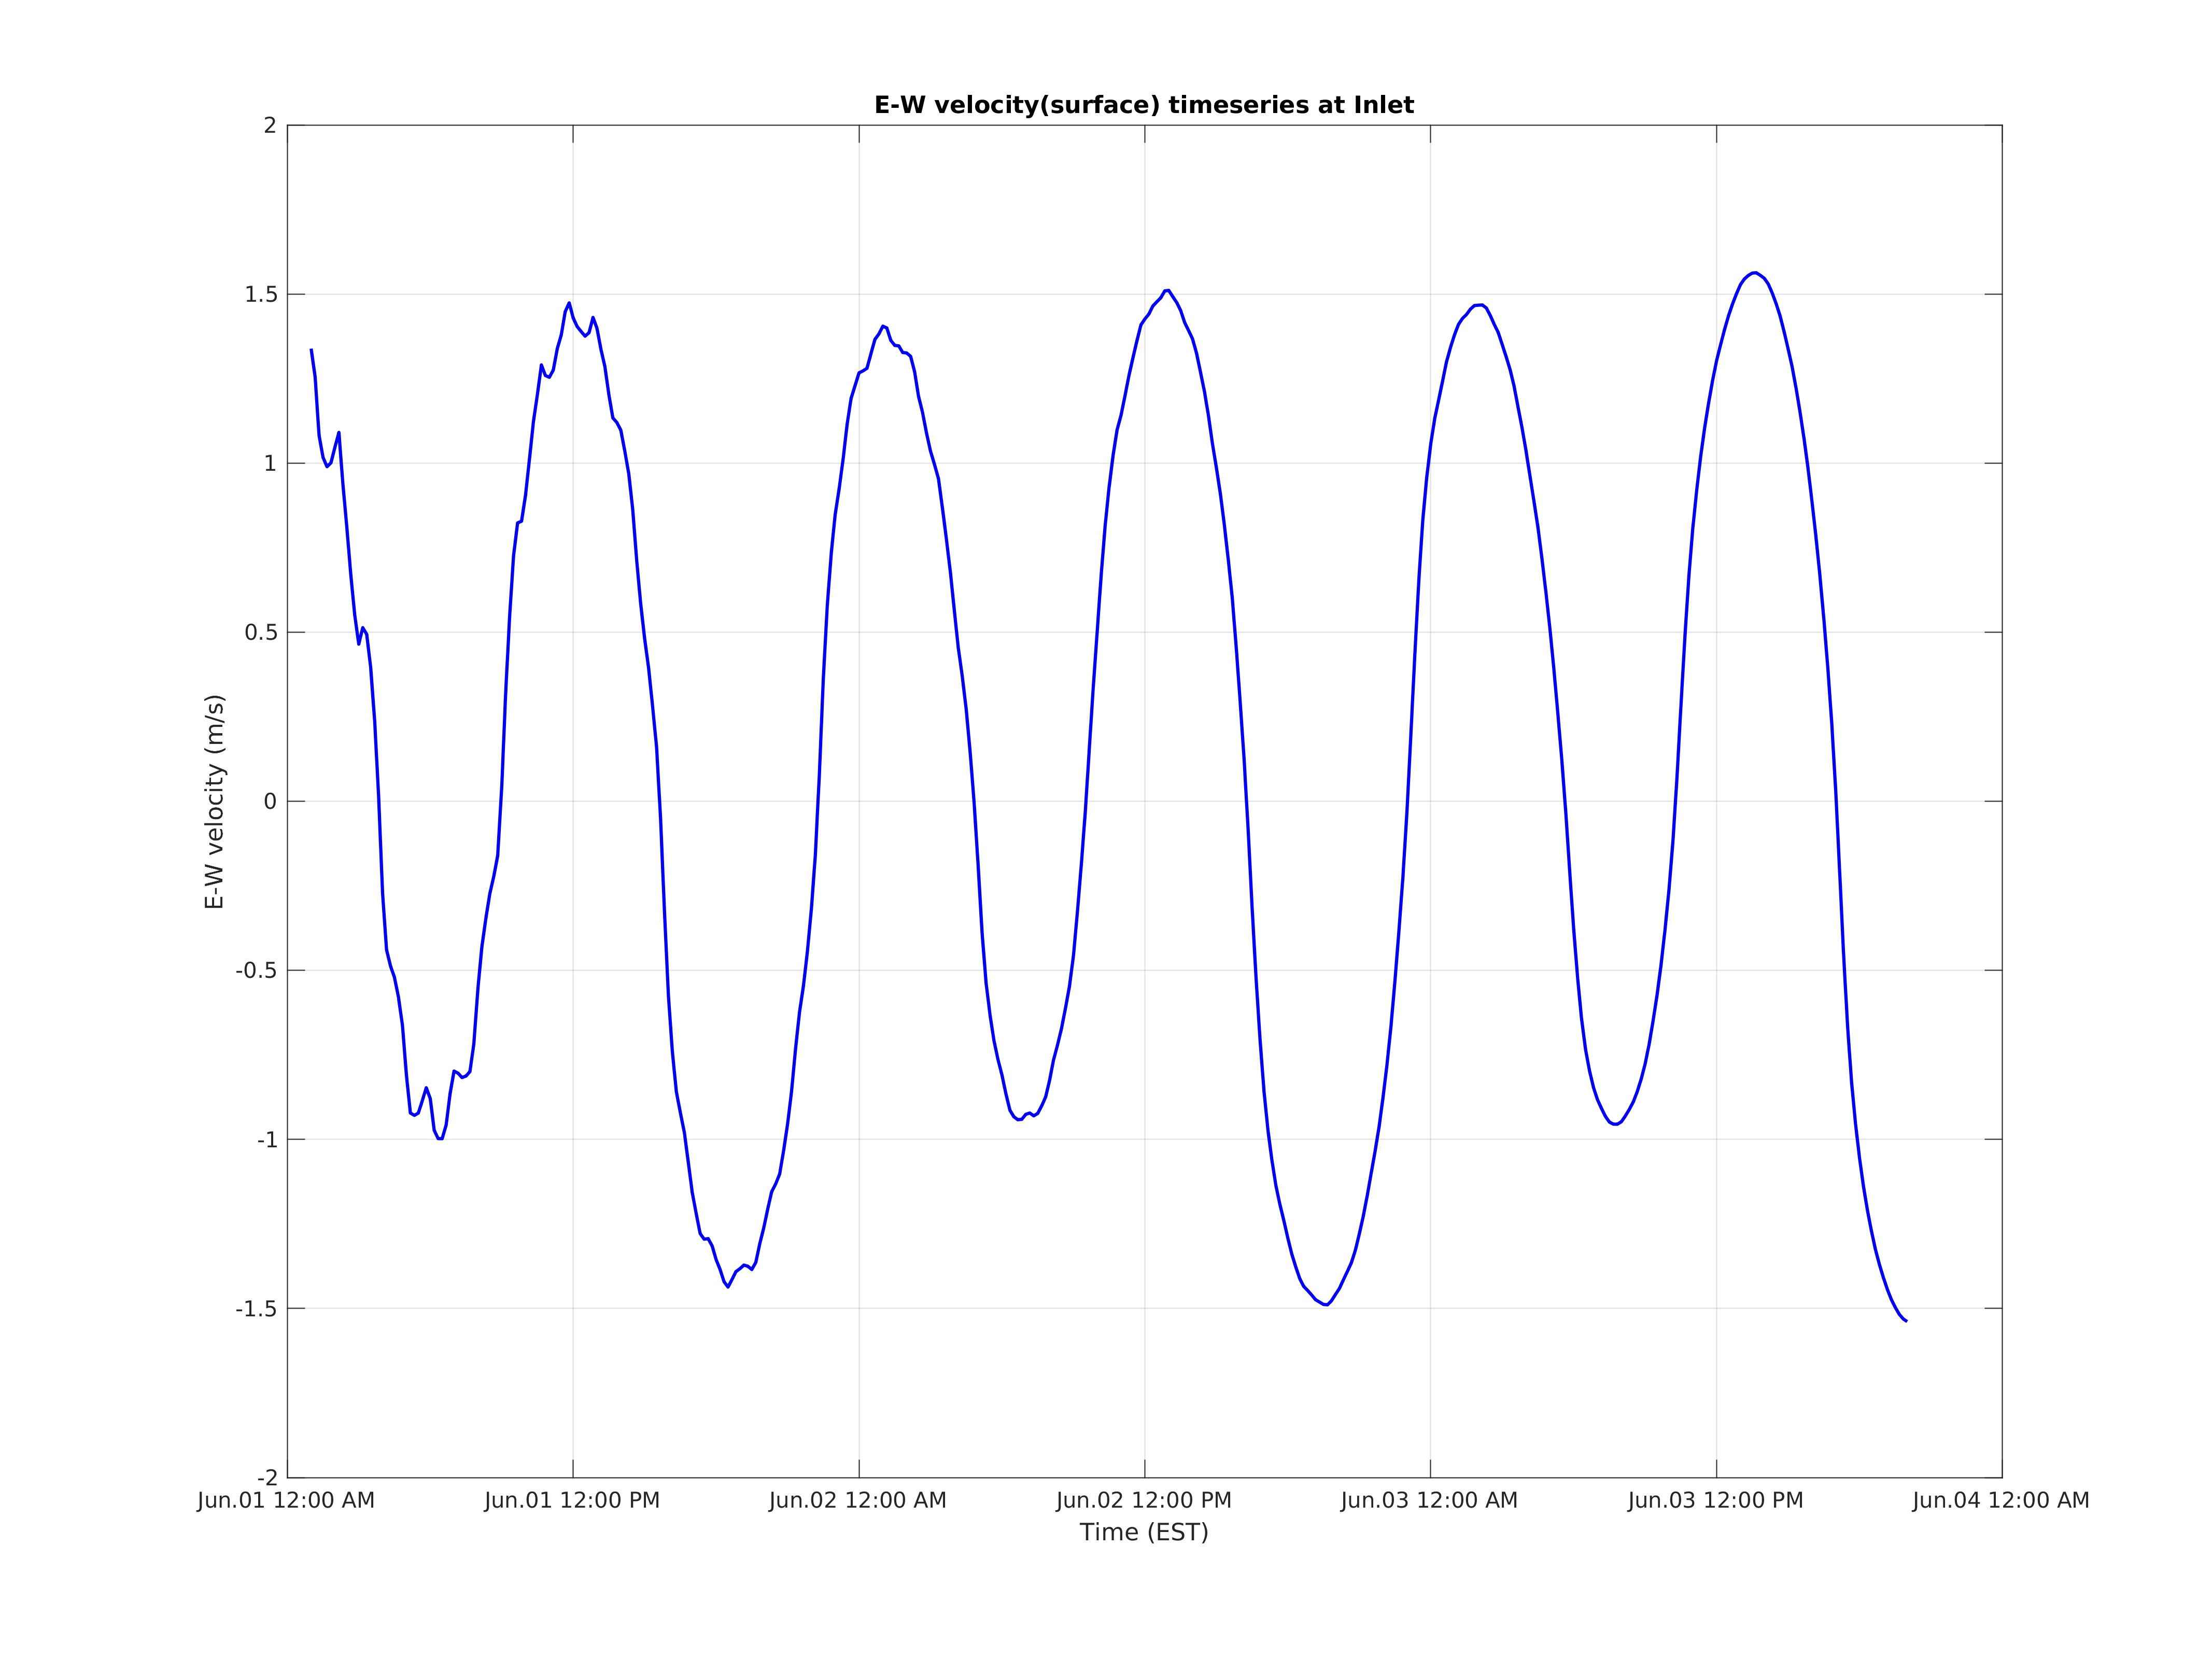 E-W velocity(surface) timeseries at Inlet
2
1.5
1
0.5
0
-0.5
-1
-1.5
-2
E-W velocity (m/s)
Jun.01 12:00 AM Jun.01 12:00 PM Jun.02 12:00 AM Jun.02 12:00 PM Jun.03 12:00 AM Jun.03 12:00 PM Jun.04 12:00 AM
Time (EST)